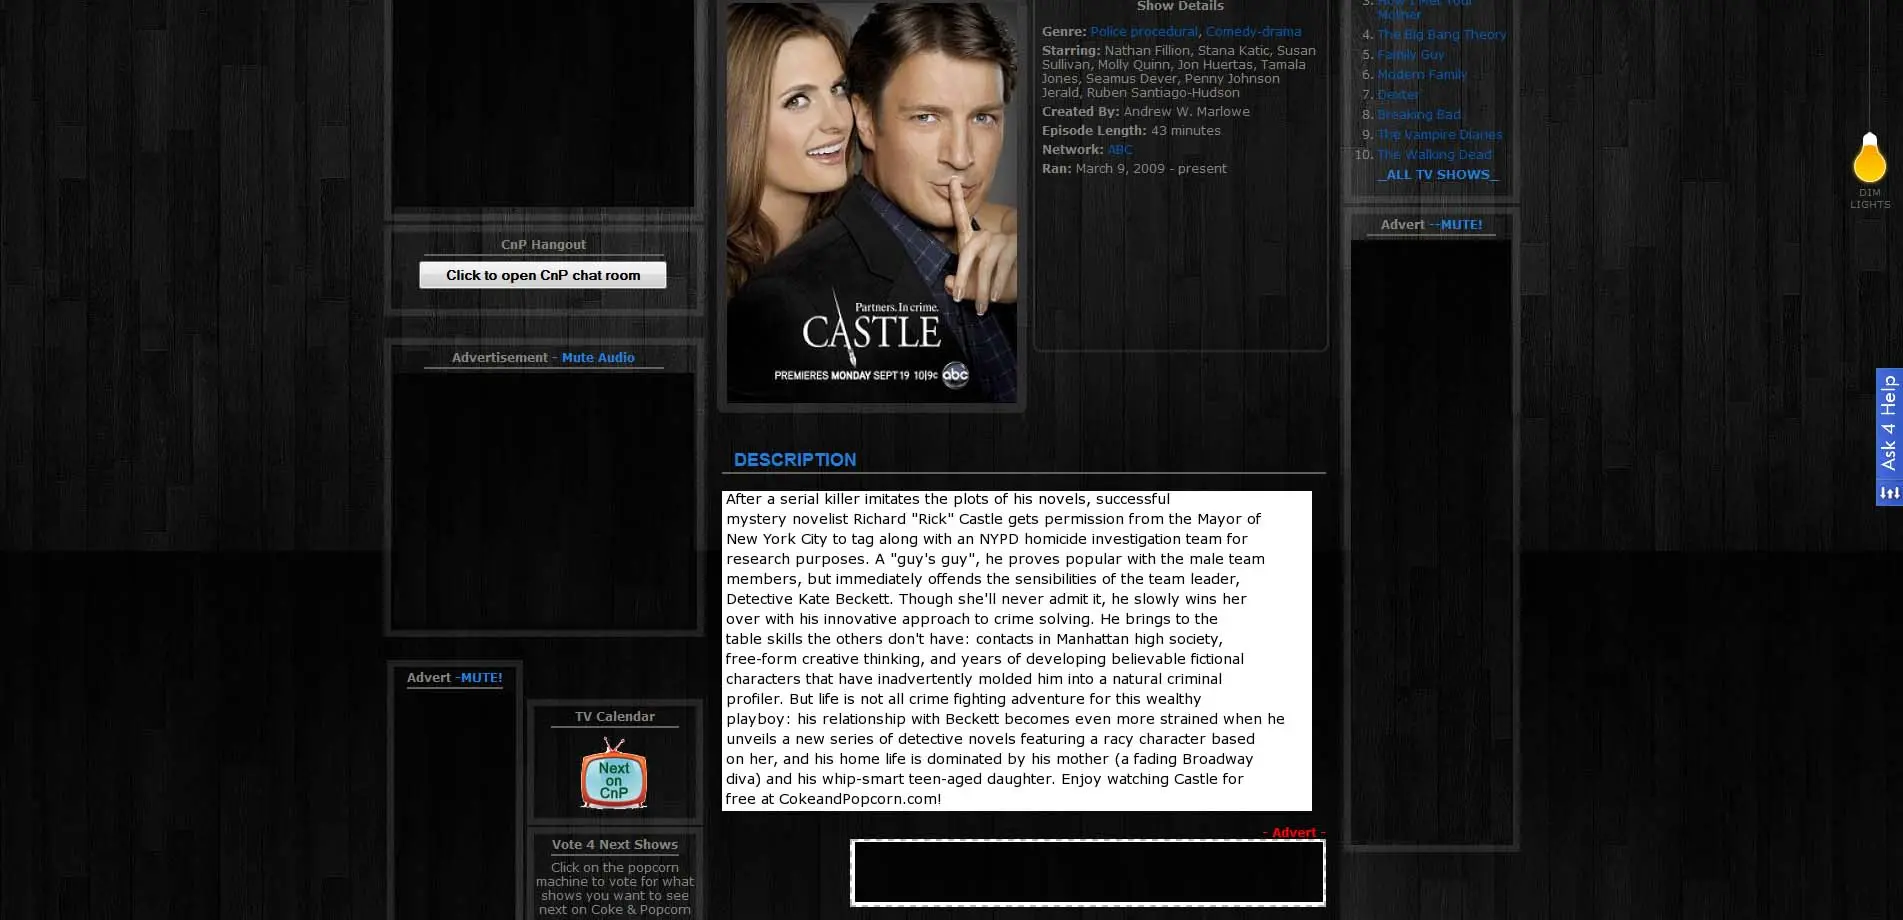 CnP Hangout
Click to open CnP chat room
Advertisement - Mute Audio
Advert -MUTE!
TV Calendar
Next
on
CnP
Vote 4 Next Shows
Click on the popcorn
machine to vote for what
shows you want to see
next on Coke & Popcorn
Partners. In crime.
CASTLE
PREMIERES MONDAY SEPT 19 10|9c abc
Show Details
Genre: Police procedural, Comedy-drama
Starring: Nathan Fillion, Stana Katic, Susan
Sullivan, Molly Quinn, Jon Huertas, Tamala
Jones, Seamus Dever, Penny Johnson
Jerald, Ruben Santiago-Hudson
Created By: Andrew W. Marlowe
Episode Length: 43 minutes
Network: ABC
Ran: March 9, 2009 - present
DESCRIPTION
After a serial killer imitates the plots of his novels, successful
mystery novelist Richard "Rick" Castle gets permission from the Mayor of
New York City to tag along with an NYPD homicide investigation team for
research purposes. A "guy's guy", he proves popular with the male team
members, but immediately offends the sensibilities of the team leader,
Detective Kate Beckett. Though she'll never admit it, he slowly wins her
over with his innovative approach to crime solving. He brings to the
table skills the others don't have: contacts in Manhattan high society,
free-form creative thinking, and years of developing believable fictional
characters that have inadvertently molded him into a natural criminal
profiler. But life is not all crime fighting adventure for this wealthy
playboy: his relationship with Beckett becomes even more strained when he
unveils a new series of detective novels featuring a racy character based
on her, and his home life is dominated by his mother (a fading Broadway
diva) and his whip-smart teen-aged daughter. Enjoy watching Castle for
free at CokeandPopcorn.com!
- Advert -
3. How I Met Your
Mother
4. The Big Bang Theory
5. Family Guy
6. Modern Family
7. Dexter
8. Breaking Bad
9. The Vampire Diaries
10. The Walking Dead
_ALL TV SHOWS_
Advert --MUTE!
DIM
LIGHTS
Ask 4 Help